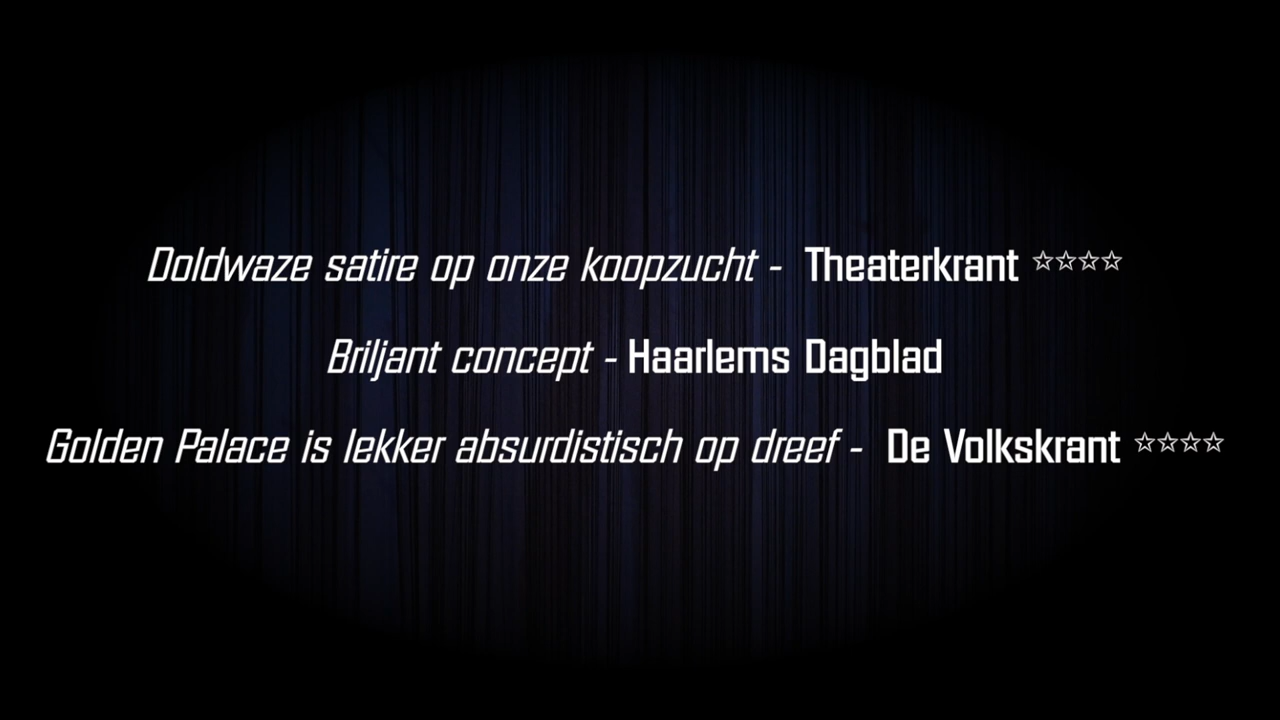 Doldwaze satire op onze koopzucht - Theaterkrant ☆☆☆☆
Briljant concept - Haarlems Dagblad
Golden Palace is lekker absurdistisch op dreef - De Volkskrant ☆☆☆☆